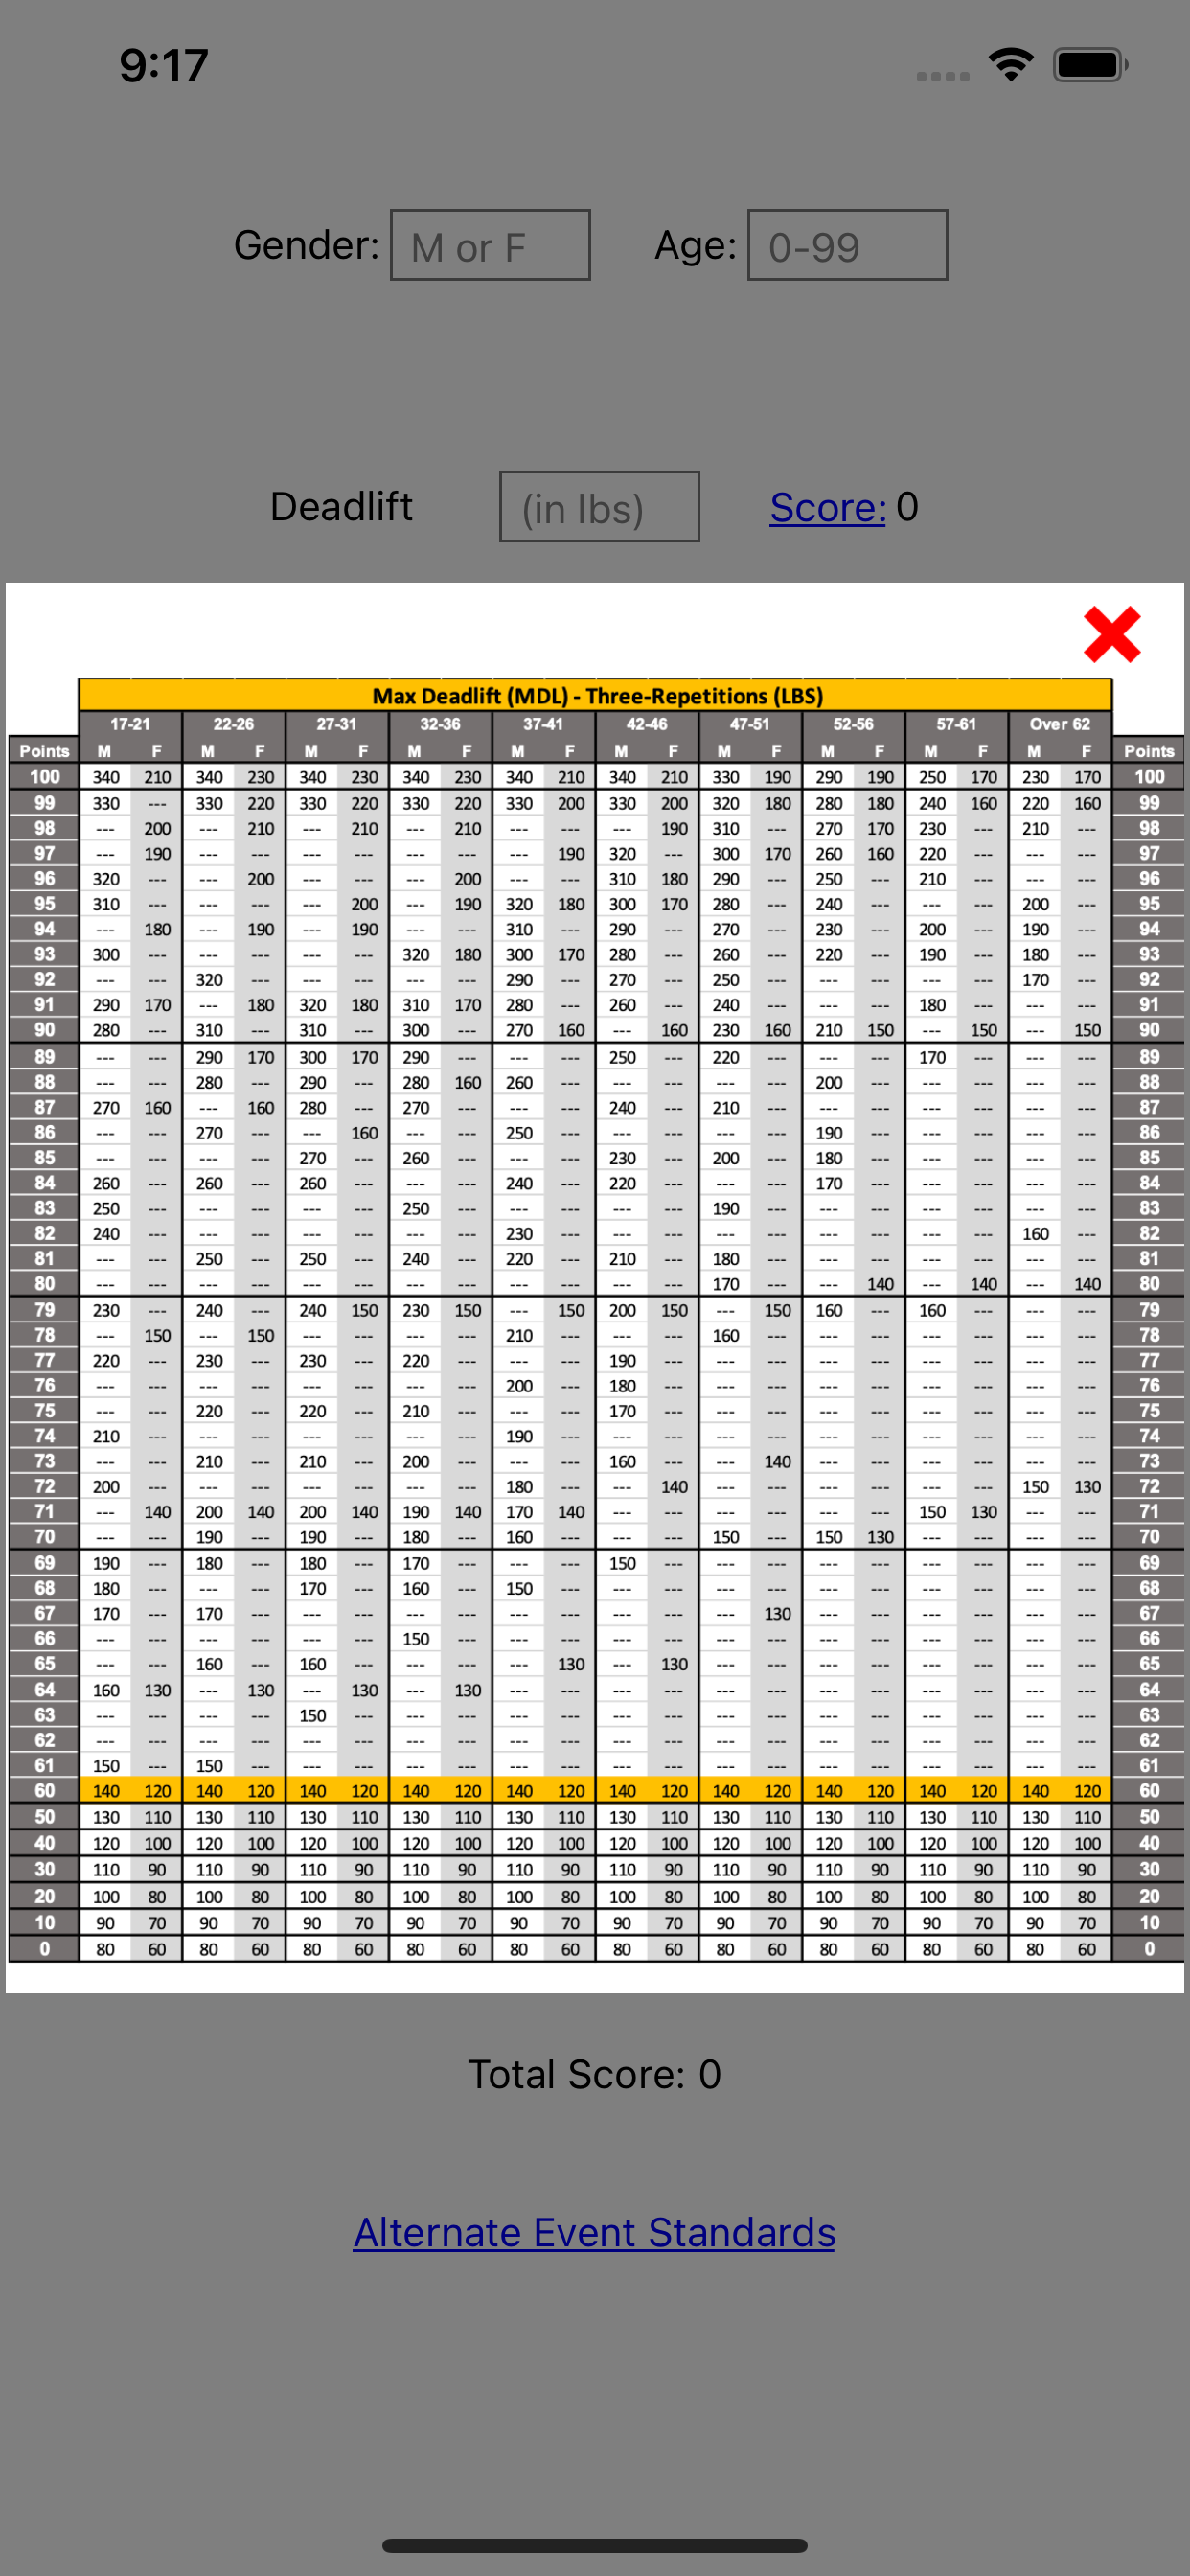 9:17
Gender: M or F Age: 0-99
Deadlift (in lbs) Score: 0
Max Deadlift (MDL) - Three-Repetitions (LBS)
17-21 22-26 27-31 32-36 37-41 42-46 47-51 52-56 57-61 Over 62
Points M F M F M F M F M F M F M F M F M F M F Points
100 340 210 340 230 340 230 340 230 340 210 340 210 330 190 290 190 250 170 230 170 100
99 330 --- 330 220 330 220 330 220 330 200 330 200 320 180 280 180 240 160 220 160 99
98 --- 200 --- 210 --- 210 --- 210 --- --- --- 190 310 --- 270 170 230 --- 210 --- 98
97 --- 190 --- --- --- --- --- --- --- 190 320 --- 300 170 260 160 220 --- --- --- 97
96 320 --- --- 200 --- --- --- 200 --- --- 310 180 290 --- 250 --- 210 --- --- --- 96
95 310 --- --- --- --- 200 --- 190 320 180 300 170 280 --- 240 --- --- --- 200 --- 95
94 --- 180 --- 190 --- 190 --- --- 310 --- 290 --- 270 --- 230 --- 200 --- 190 --- 94
93 300 --- --- --- --- --- 320 180 300 170 280 --- 260 --- 220 --- 190 --- 180 --- 93
92 --- --- 320 --- --- --- --- --- 290 --- 270 --- 250 --- --- --- --- --- 170 --- 92
91 290 170 --- 180 320 180 310 170 280 --- 260 --- 240 --- --- --- 180 --- --- --- 91
90 280 --- 310 --- 310 --- 300 --- 270 160 --- 160 230 160 210 150 --- 150 --- 150 90
89 --- --- 290 170 300 170 290 --- --- --- 250 --- 220 --- --- --- 170 --- --- --- 89
88 --- --- 280 --- 290 --- 280 160 260 --- --- --- --- --- 200 --- --- --- --- --- 88
87 270 160 --- 160 280 --- 270 --- --- --- 240 --- 210 --- --- --- --- --- --- --- 87
86 --- --- 270 --- --- 160 --- --- 250 --- --- --- --- --- 190 --- --- --- --- --- 86
85 --- --- --- --- 270 --- 260 --- --- --- 230 --- 200 --- 180 --- --- --- --- --- 85
84 260 --- 260 --- 260 --- --- --- 240 --- 220 --- --- --- 170 --- --- --- --- --- 84
83 250 --- --- --- --- --- 250 --- --- --- --- --- 190 --- --- --- --- --- --- --- 83
82 240 --- --- --- --- --- --- --- 230 --- --- --- --- --- --- --- --- --- 160 --- 82
81 --- --- 250 --- 250 --- 240 --- 220 --- 210 --- 180 --- --- --- --- --- --- --- 81
80 --- --- --- --- --- --- --- --- --- --- --- --- 170 --- --- 140 --- 140 --- 140 80
79 230 --- 240 --- 240 150 230 150 --- 150 200 150 --- 150 160 --- 160 --- --- --- 79
78 --- 150 --- 150 --- --- --- --- 210 --- --- --- 160 --- --- --- --- --- --- --- 78
77 220 --- 230 --- 230 --- 220 --- --- --- 190 --- --- --- --- --- --- --- --- --- 77
76 --- --- --- --- --- --- --- --- 200 --- 180 --- --- --- --- --- --- --- --- --- 76
75 --- --- 220 --- 220 --- 210 --- --- --- 170 --- --- --- --- --- --- --- --- --- 75
74 210 --- --- --- --- --- --- --- 190 --- --- --- --- --- --- --- --- --- --- --- 74
73 --- --- 210 --- 210 --- 200 --- --- --- 160 --- --- 140 --- --- --- --- --- --- 73
72 200 --- --- --- --- --- --- --- 180 --- --- 140 --- --- --- --- --- --- 150 130 72
71 --- 140 200 140 200 140 190 140 170 140 --- --- --- --- --- --- 150 130 --- --- 71
70 --- --- 190 --- 190 --- 180 --- 160 --- --- --- 150 --- 150 130 --- --- --- --- 70
69 190 --- 180 --- 180 --- 170 --- --- --- 150 --- --- --- --- --- --- --- --- --- 69
68 180 --- --- --- 170 --- 160 --- 150 --- --- --- --- --- --- --- --- --- --- --- 68
67 170 --- 170 --- --- --- --- --- --- --- --- --- --- 130 --- --- --- --- --- --- 67
66 --- --- --- --- --- --- 150 --- --- --- --- --- --- --- --- --- --- --- --- --- 66
65 --- --- 160 --- 160 --- --- --- --- 130 --- 130 --- --- --- --- --- --- --- --- 65
64 160 130 --- 130 --- 130 --- 130 --- --- --- --- --- --- --- --- --- --- --- --- 64
63 --- --- --- --- 150 --- --- --- --- --- --- --- --- --- --- --- --- --- --- --- 63
62 --- --- --- --- --- --- --- --- --- --- --- --- --- --- --- --- --- --- --- --- 62
61 150 --- 150 --- --- --- --- --- --- --- --- --- --- --- --- --- --- --- --- --- 61
60 140 120 140 120 140 120 140 120 140 120 140 120 140 120 140 120 140 120 140 120 60
50 130 110 130 110 130 110 130 110 130 110 130 110 130 110 130 110 130 110 130 110 50
40 120 100 120 100 120 100 120 100 120 100 120 100 120 100 120 100 120 100 120 100 40
30 110 90 110 90 110 90 110 90 110 90 110 90 110 90 110 90 110 90 110 90 30
20 100 80 100 80 100 80 100 80 100 80 100 80 100 80 100 80 100 80 100 80 20
10 90 70 90 70 90 70 90 70 90 70 90 70 90 70 90 70 90 70 90 70 10
0 80 60 80 60 80 60 80 60 80 60 80 60 80 60 80 60 80 60 80 60 0
Total Score: 0
Alternate Event Standards